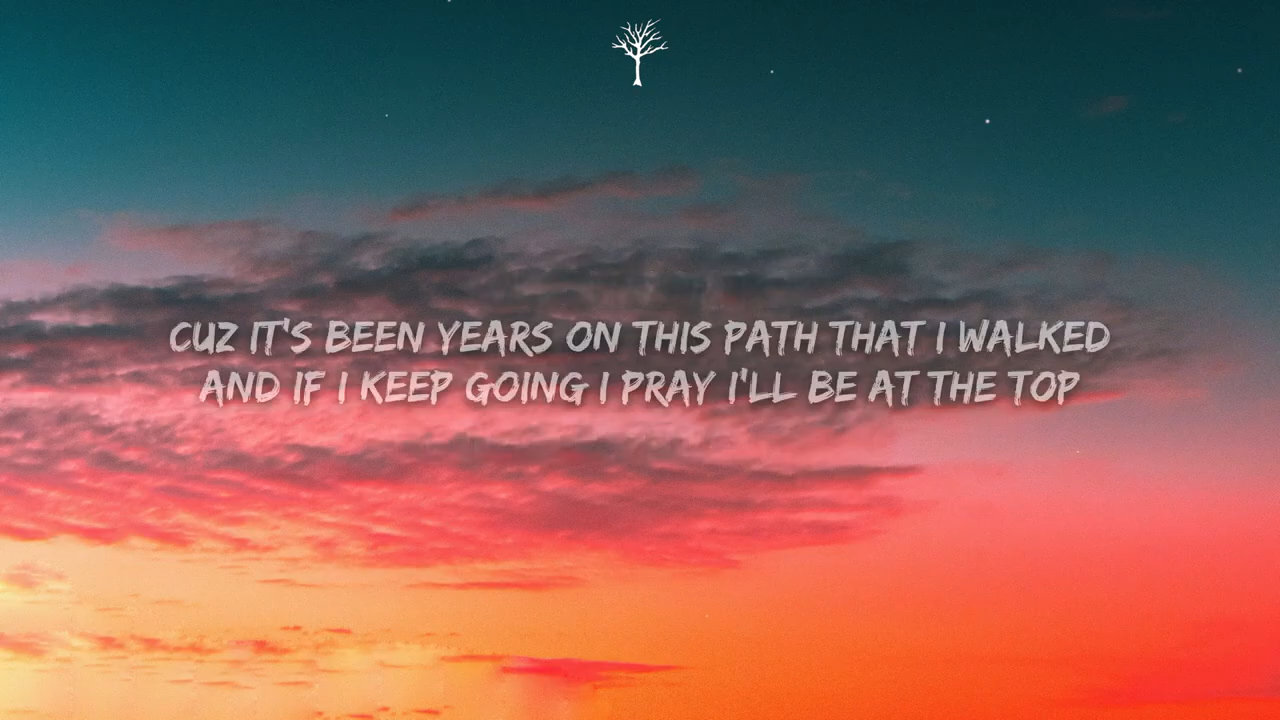 CUZ IT'S BEEN YEARS ON THIS PATH THAT I WALKED
AND IF I KEEP GOING I PRAY I'LL BE AT THE TOP